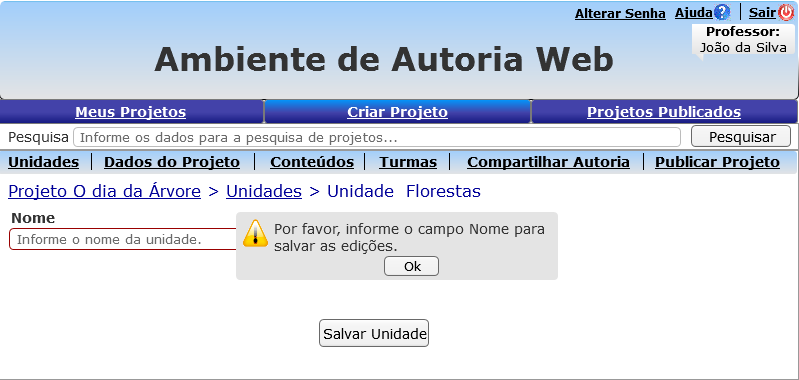 Alterar Senha Ajuda Sair
Professor:
João da Silva
Ambiente de Autoria Web
Meus Projetos Criar Projeto Projetos Publicados
Pesquisa Informe os dados para a pesquisa de projetos... Pesquisar
Unidades Dados do Projeto Conteúdos Turmas Compartilhar Autoria Publicar Projeto
Projeto O dia da Árvore > Unidades > Unidade Florestas
Nome
Informe o nome da unidade.
Por favor, informe o campo Nome para
salvar as edições.
Ok
Salvar Unidade